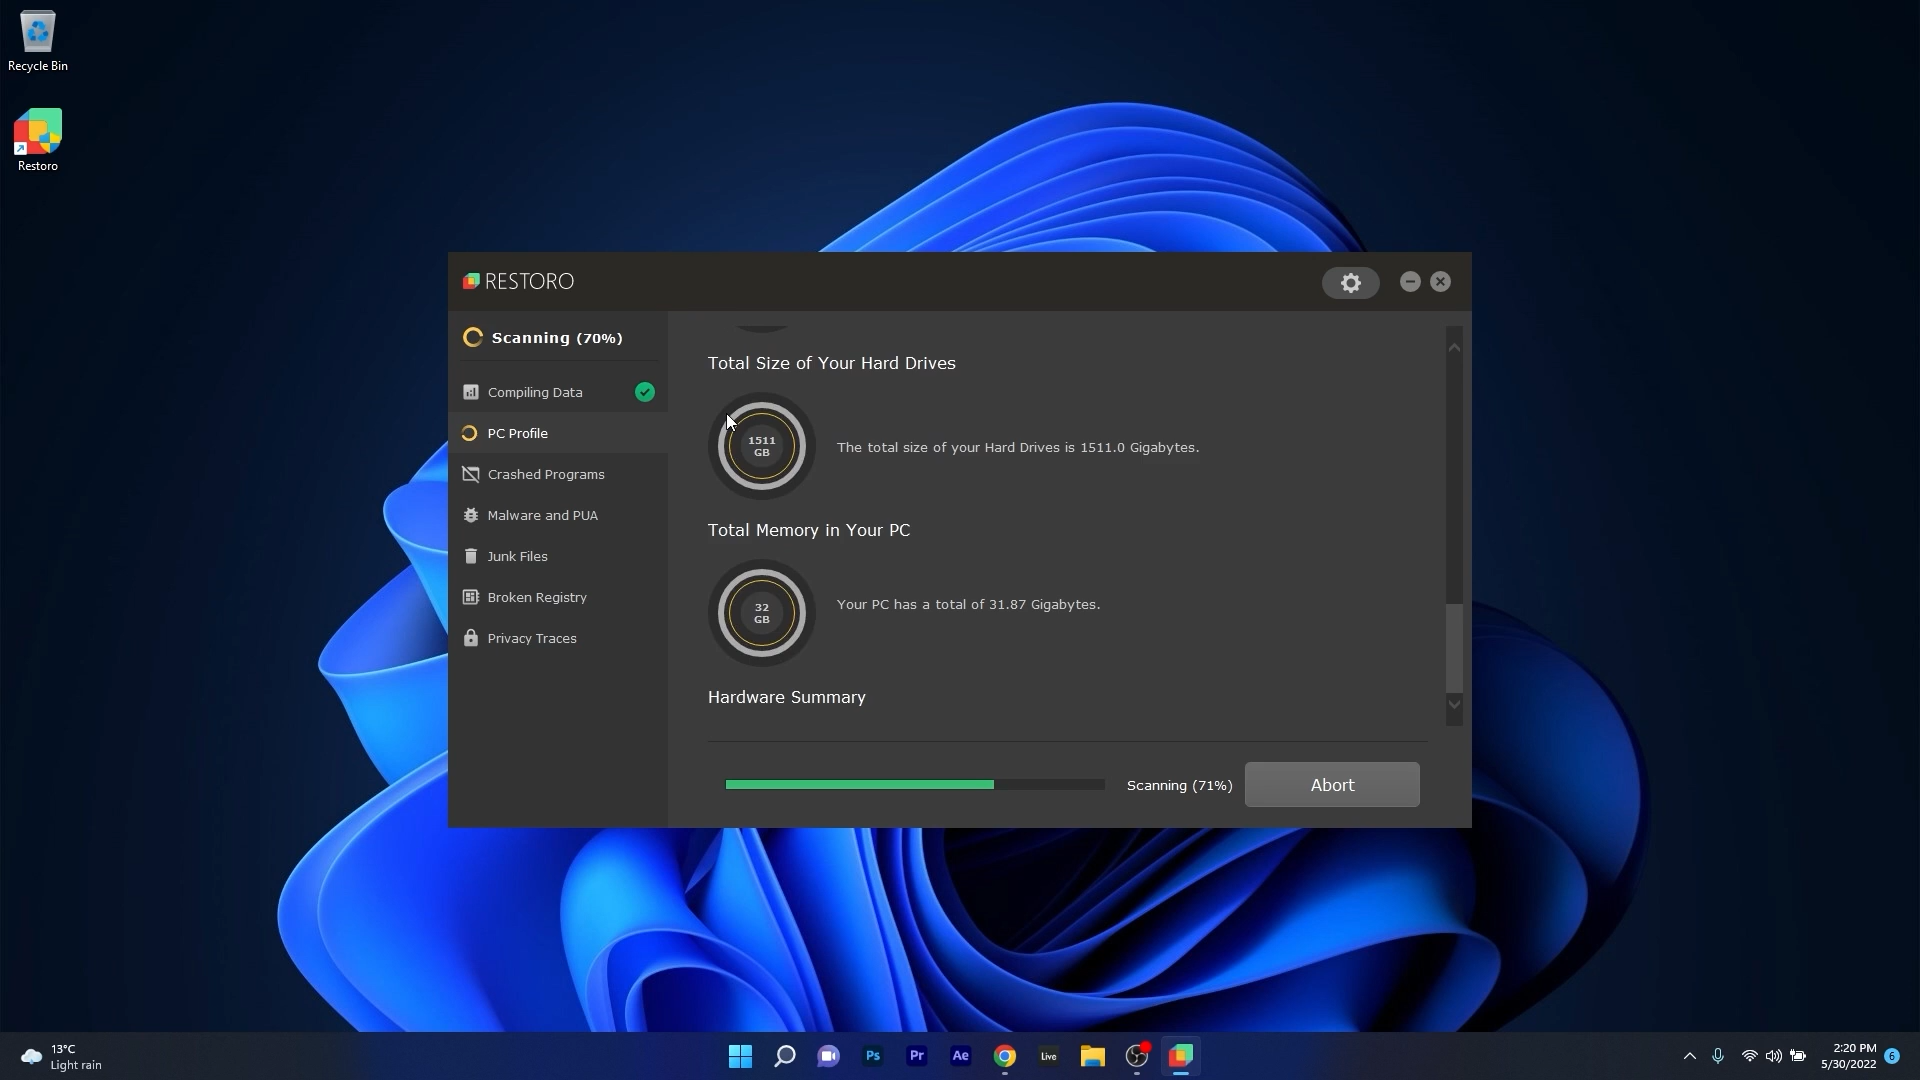 Recycle Bin
Restoro
RESTORO
Scanning (70%)
Compiling Data
PC Profile
Crashed Programs
Malware and PUA
Junk Files
Broken Registry
Privacy Traces
Total Size of Your Hard Drives
1511
GB
The total size of your Hard Drives is 1511.0 Gigabytes.
Total Memory in Your PC
32
GB
Your PC has a total of 31.87 Gigabytes.
Hardware Summary
Scanning (71%)
Abort
13°C
Light rain
Ps
Pr
Ae
Live
2:20 PM
5/30/2022
6